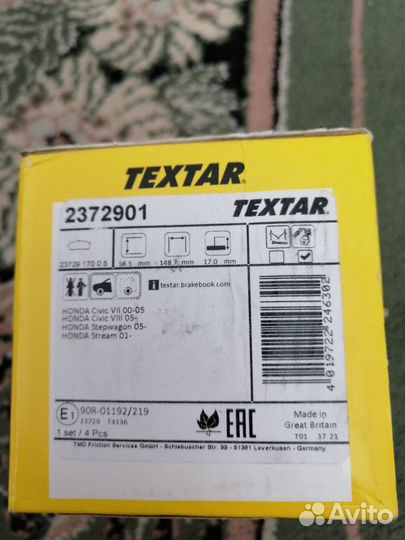 TEXTAR
2372901 TEXTAR
23729 170 0 5 58.5 mm 148.7 mm 17.0 mm
i textar.brakebook.com
HONDA Civic VII 00-05
HONDA Civic VIII 05-
HONDA Stepwagon 05-
HONDA Stream 01-
4 019722 246302
E1 90R-01192/219
23729 T4136
1 set / 4 Pcs
EAC
Made in
Great Britain
T01 37 21
TMD Friction Services GmbH - Schlebuscher Str. 99 - 51381 Leverkusen - Germany
Avito